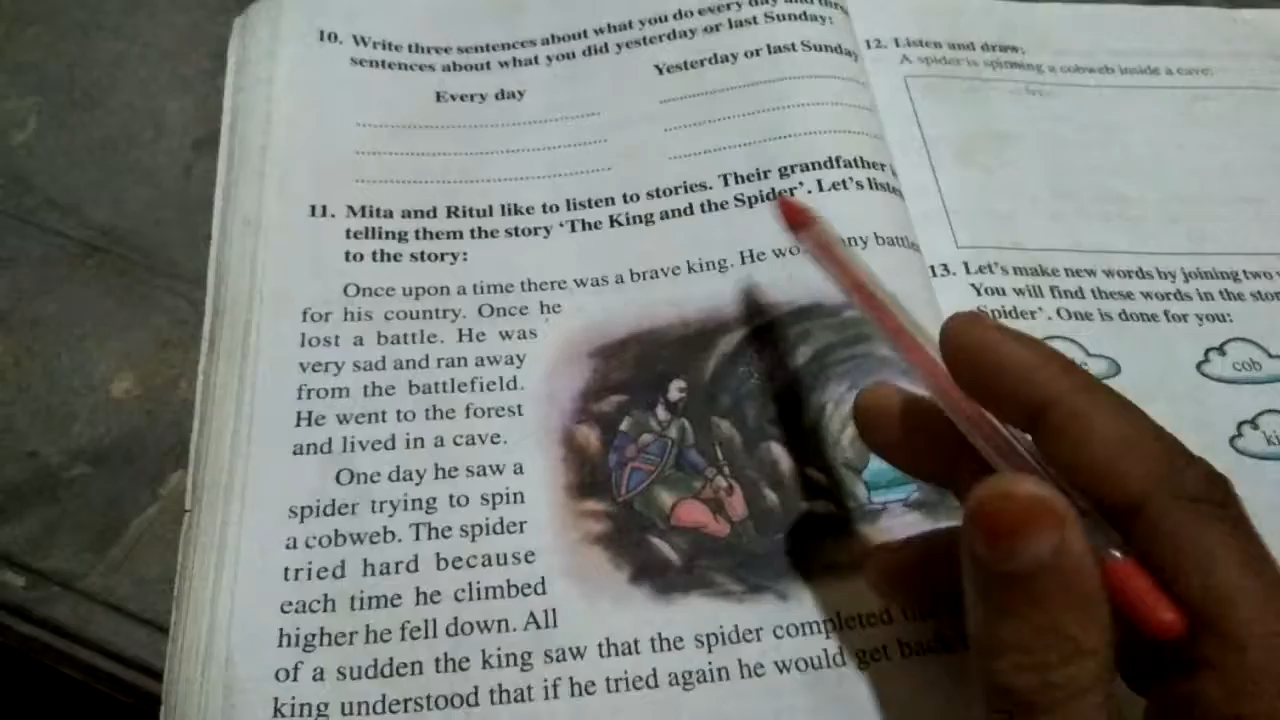 10. Write three sentences about what you do every day and three
sentences about what you did yesterday or last Sunday:
Every day
Yesterday or last Sunday
11. Mita and Ritul like to listen to stories. Their grandfather
telling them the story 'The King and the Spider'. Let's listen
to the story:
Once upon a time there was a brave king. He any battle
for his country. Once he
lost a battle. He was
very sad and ran away
from the battlefield.
He went to the forest
and lived in a cave.
One day he saw a
spider trying to spin
a cobweb. The spider
tried hard because
each time he climbed
higher he fell down. All
of a sudden the king saw that the spider completed
king understood that if he tried again he would get
12. Listen and draw:
A spider is spinning a cobweb inside a cave.
13. Let's make new words by joining two
You will find these words in the
Spider'. One is done for you:
cob